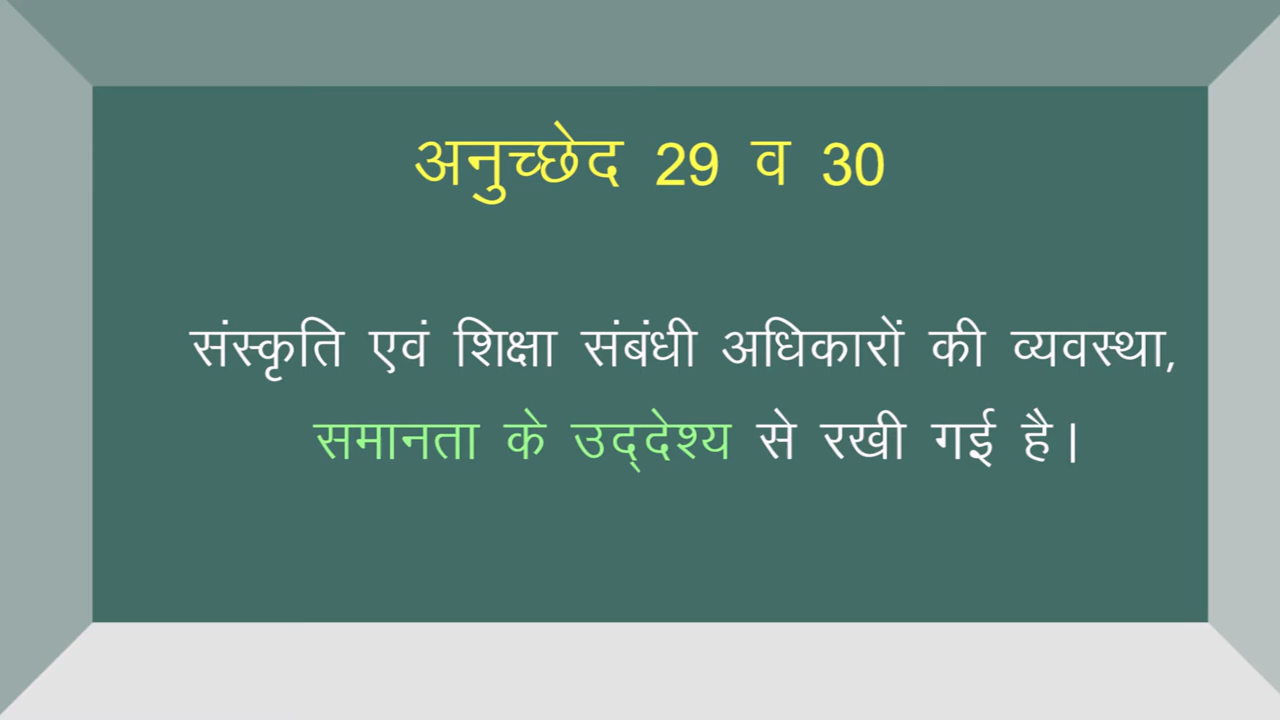 अनुच्छेद 29 व 30
संस्कृति एवं शिक्षा संबंधी अधिकारों की व्यवस्था,
समानता के उद्‌देश्य से रखी गई है।